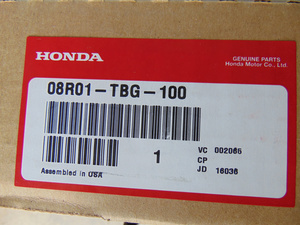 HONDA
GENUINE PARTS
Honda Motor Co., Ltd.
08R01-TBG-100
1
VC 002065
CP
JD 16036
Assembled in USA